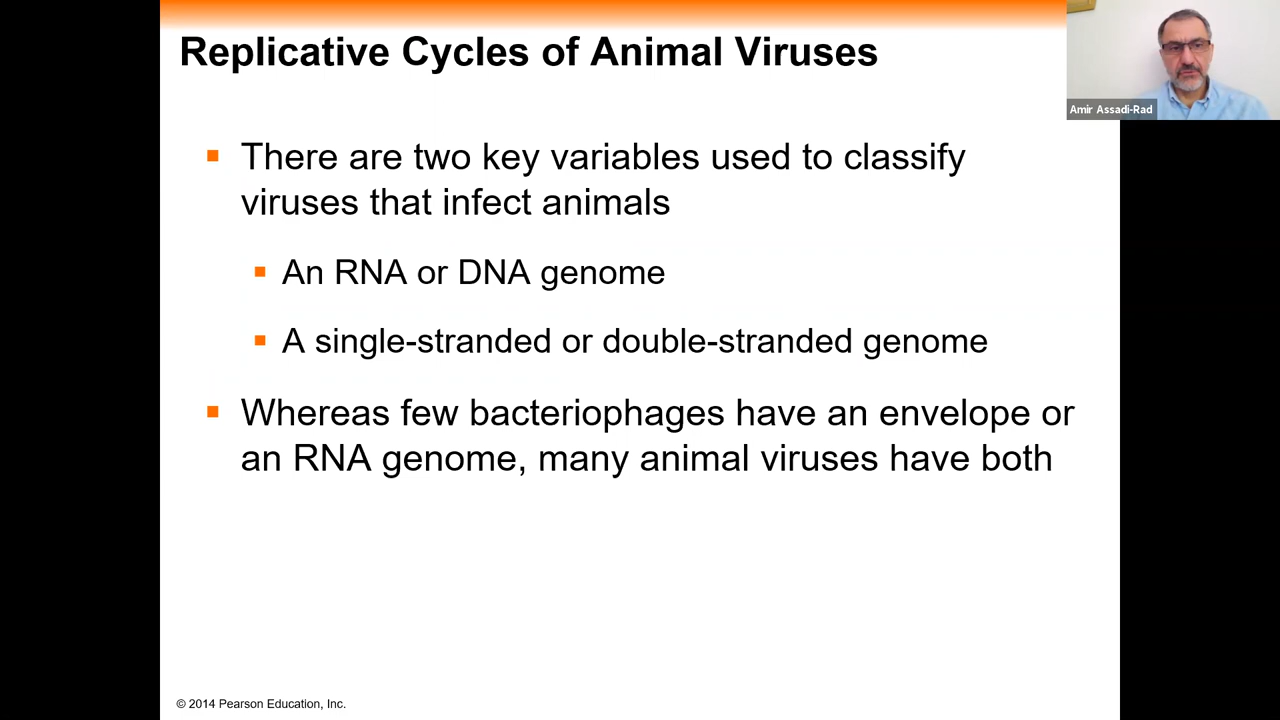 Replicative Cycles of Animal Viruses
Amir Assadi-Rad
There are two key variables used to classify
viruses that infect animals
An RNA or DNA genome
A single-stranded or double-stranded genome
Whereas few bacteriophages have an envelope or
an RNA genome, many animal viruses have both
© 2014 Pearson Education, Inc.